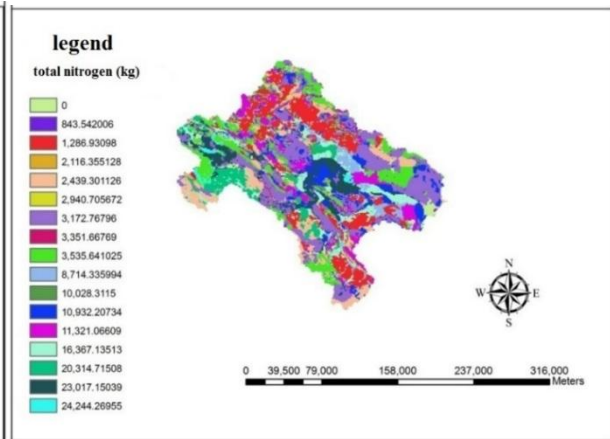 legend
total nitrogen (kg)
0
843.542006
1,286.93098
2,116.355128
2,439.301126
2,940.705672
3,172.76796
3,351.66769
3,535.641025
8,714.335994
10,028.3115
10,932.20734
11,321.06609
16,367.13513
20,314.71508
23,017.15039
24,244.26955
N
W E
S
0 39,500 79,000 158,000 237,000 316,000
Meters